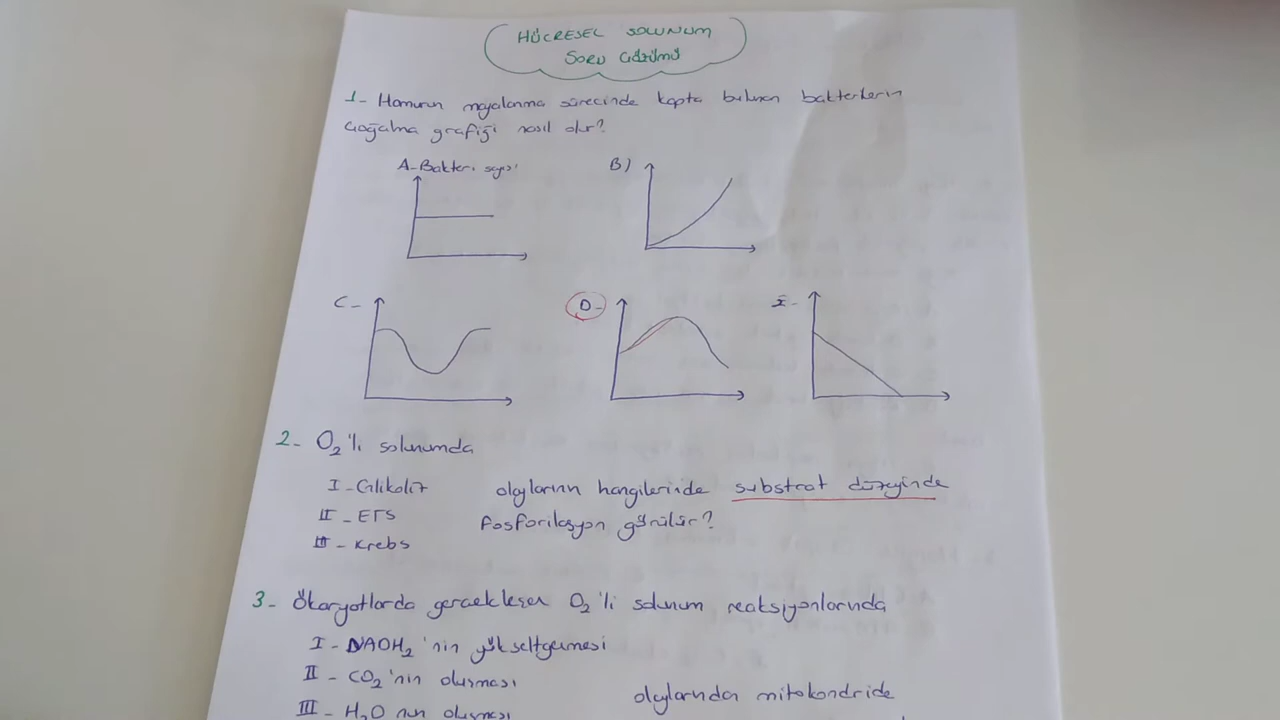 HÜCRESEL SOLUNUM
SORU ÇÖZÜMÜ
1- Hamurun mayalanma sürecinde kapta bulunan bakterilerin
çoğalma grafiği nasıl olur?
A- Bakteri sayısı
B)
C-
D-
E-
2- O2'li solunumda
I- Glikoliz
II- ETS
III- Krebs
olaylarının hangilerinde substrat düzeyinde
fosforilasyon görülür?
3- Ökaryotlarda gerçekleşen O2'li solunum reaksiyonlarında
I- NADH2'nin yükseltgenmesi
II- CO2'nin oluşması
III- H2O nun oluşması
olaylarından mitokondride